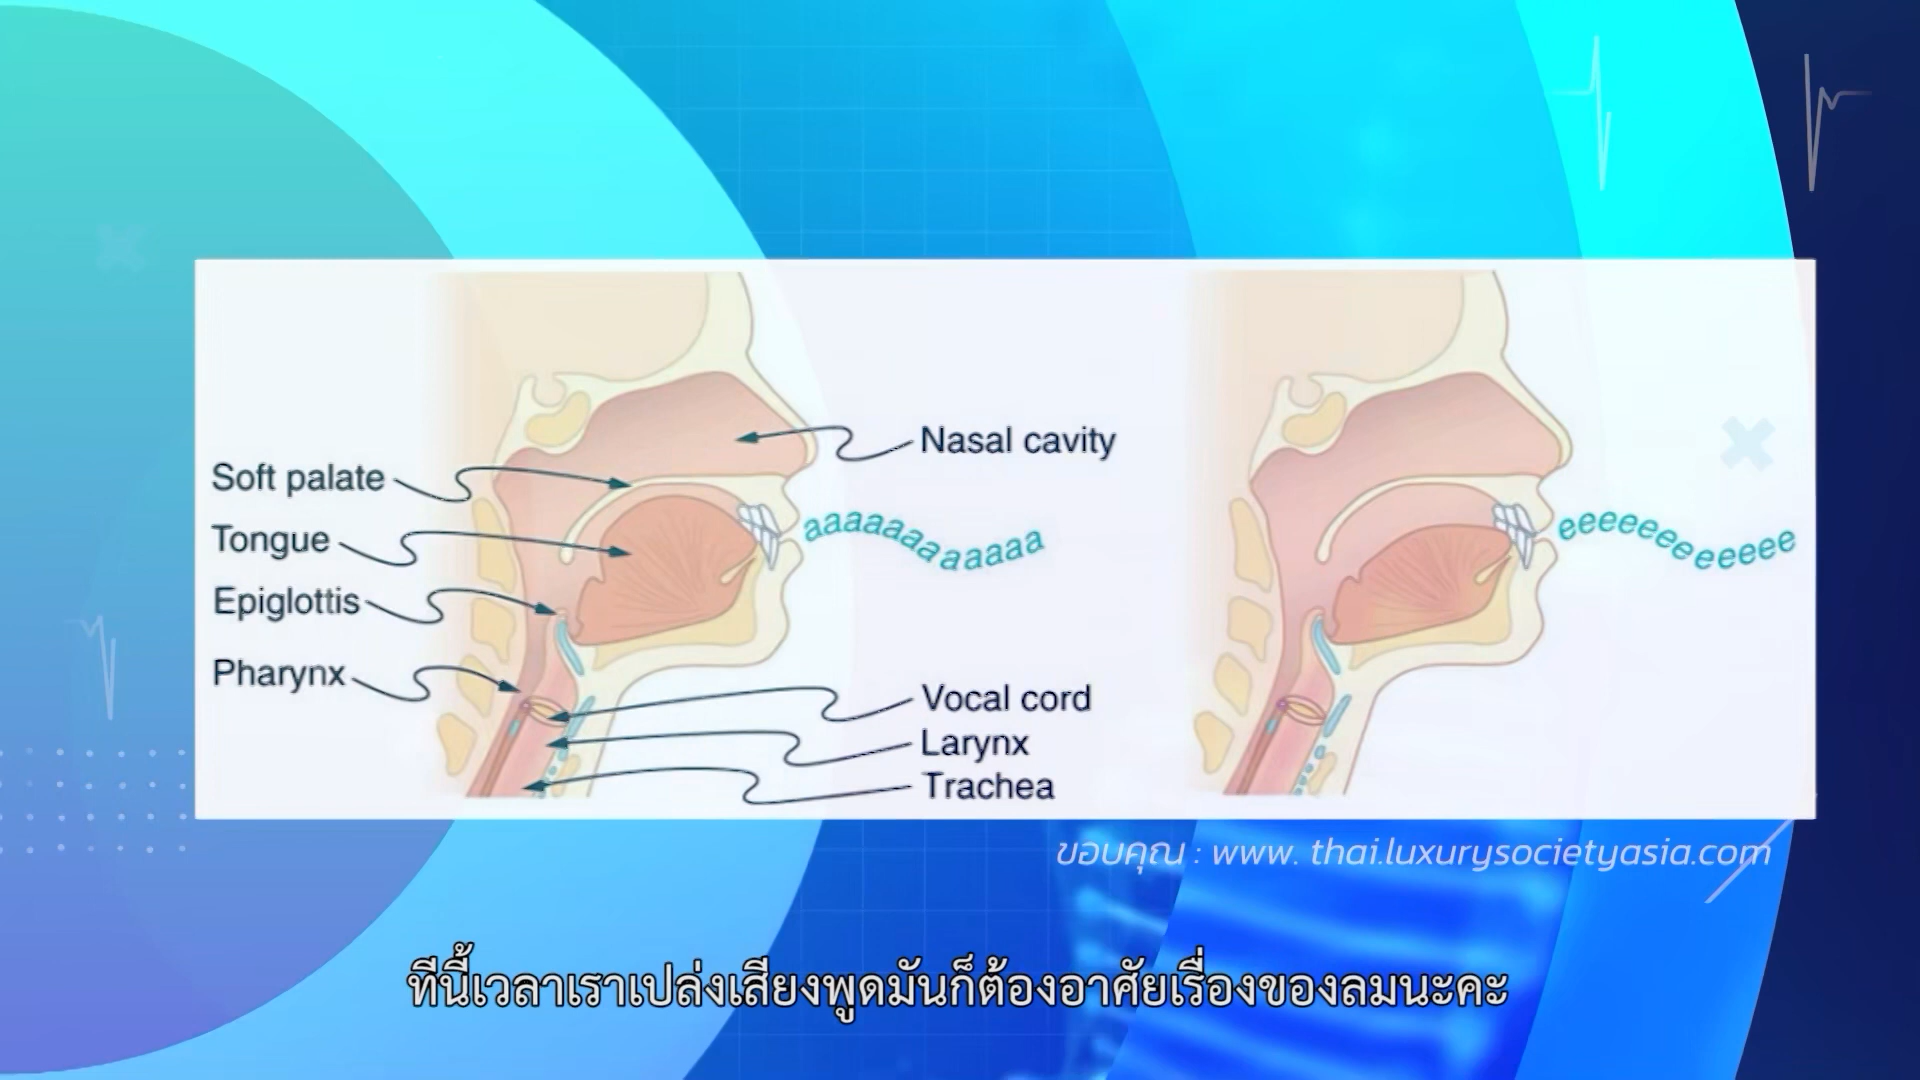 Nasal cavity
Soft palate
Tongue
aaaaaaaaaaaaa
eeeeeeeeeeeee
Epiglottis
Pharynx
Vocal cord
Larynx
Trachea
ขอบคุณ : www. thai.luxurysocietyasia.com
ทีนี้เวลาเราเปล่งเสียงพูดมันก็ต้องอาศัยเรื่องของลมนะคะ